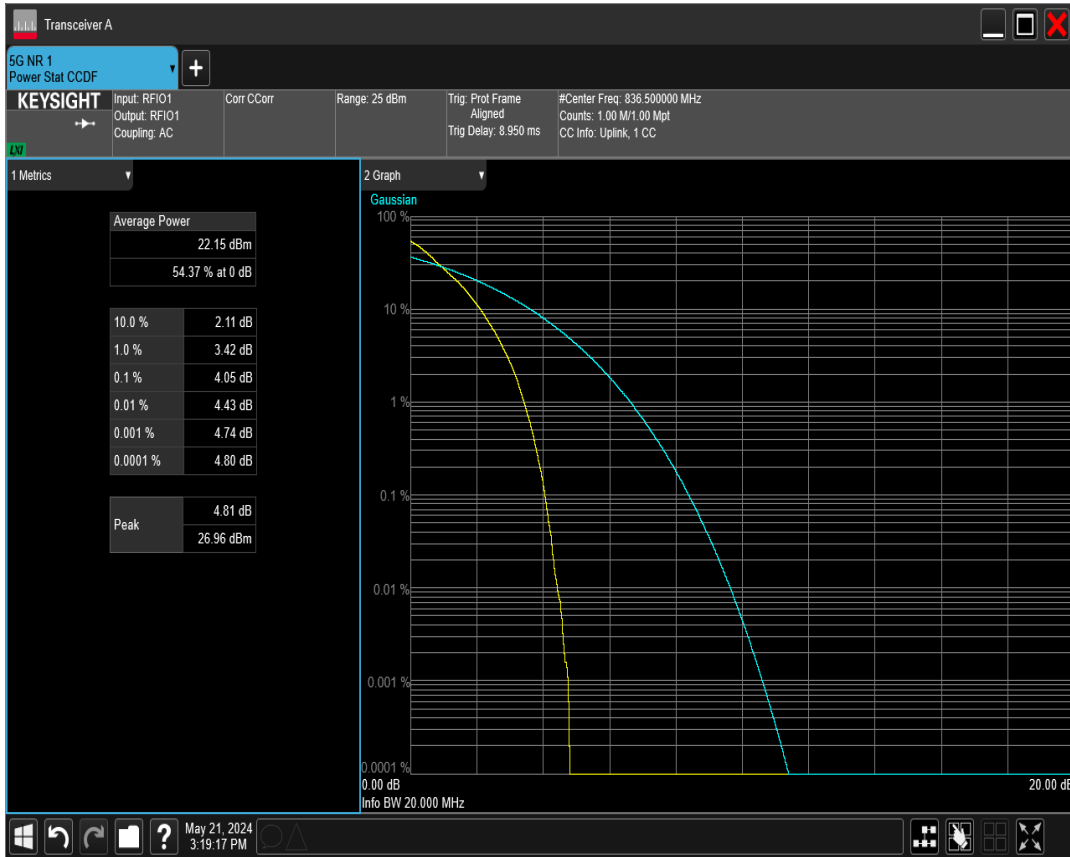 Transceiver A
5G NR 1
Power Stat CCDF
+
KEYSIGHT
LXI
Input: RFIO1
Output: RFIO1
Coupling: AC
Corr CCorr
Range: 25 dBm
Trig: Prot Frame
Aligned
Trig Delay: 8.950 ms
#Center Freq: 836.500000 MHz
Counts: 1.00 M/1.00 Mpt
CC Info: Uplink, 1 CC
1 Metrics
Average Power
22.15 dBm
54.37 % at 0 dB
10.0 % 2.11 dB
1.0 % 3.42 dB
0.1 % 4.05 dB
0.01 % 4.43 dB
0.001 % 4.74 dB
0.0001 % 4.80 dB
Peak 4.81 dB
26.96 dBm
2 Graph
Gaussian
100 %
10 %
1 %
0.1 %
0.01 %
0.001 %
0.0001 %
0.00 dB 20.00 dB
Info BW 20.000 MHz
?
May 21, 2024
3:19:17 PM